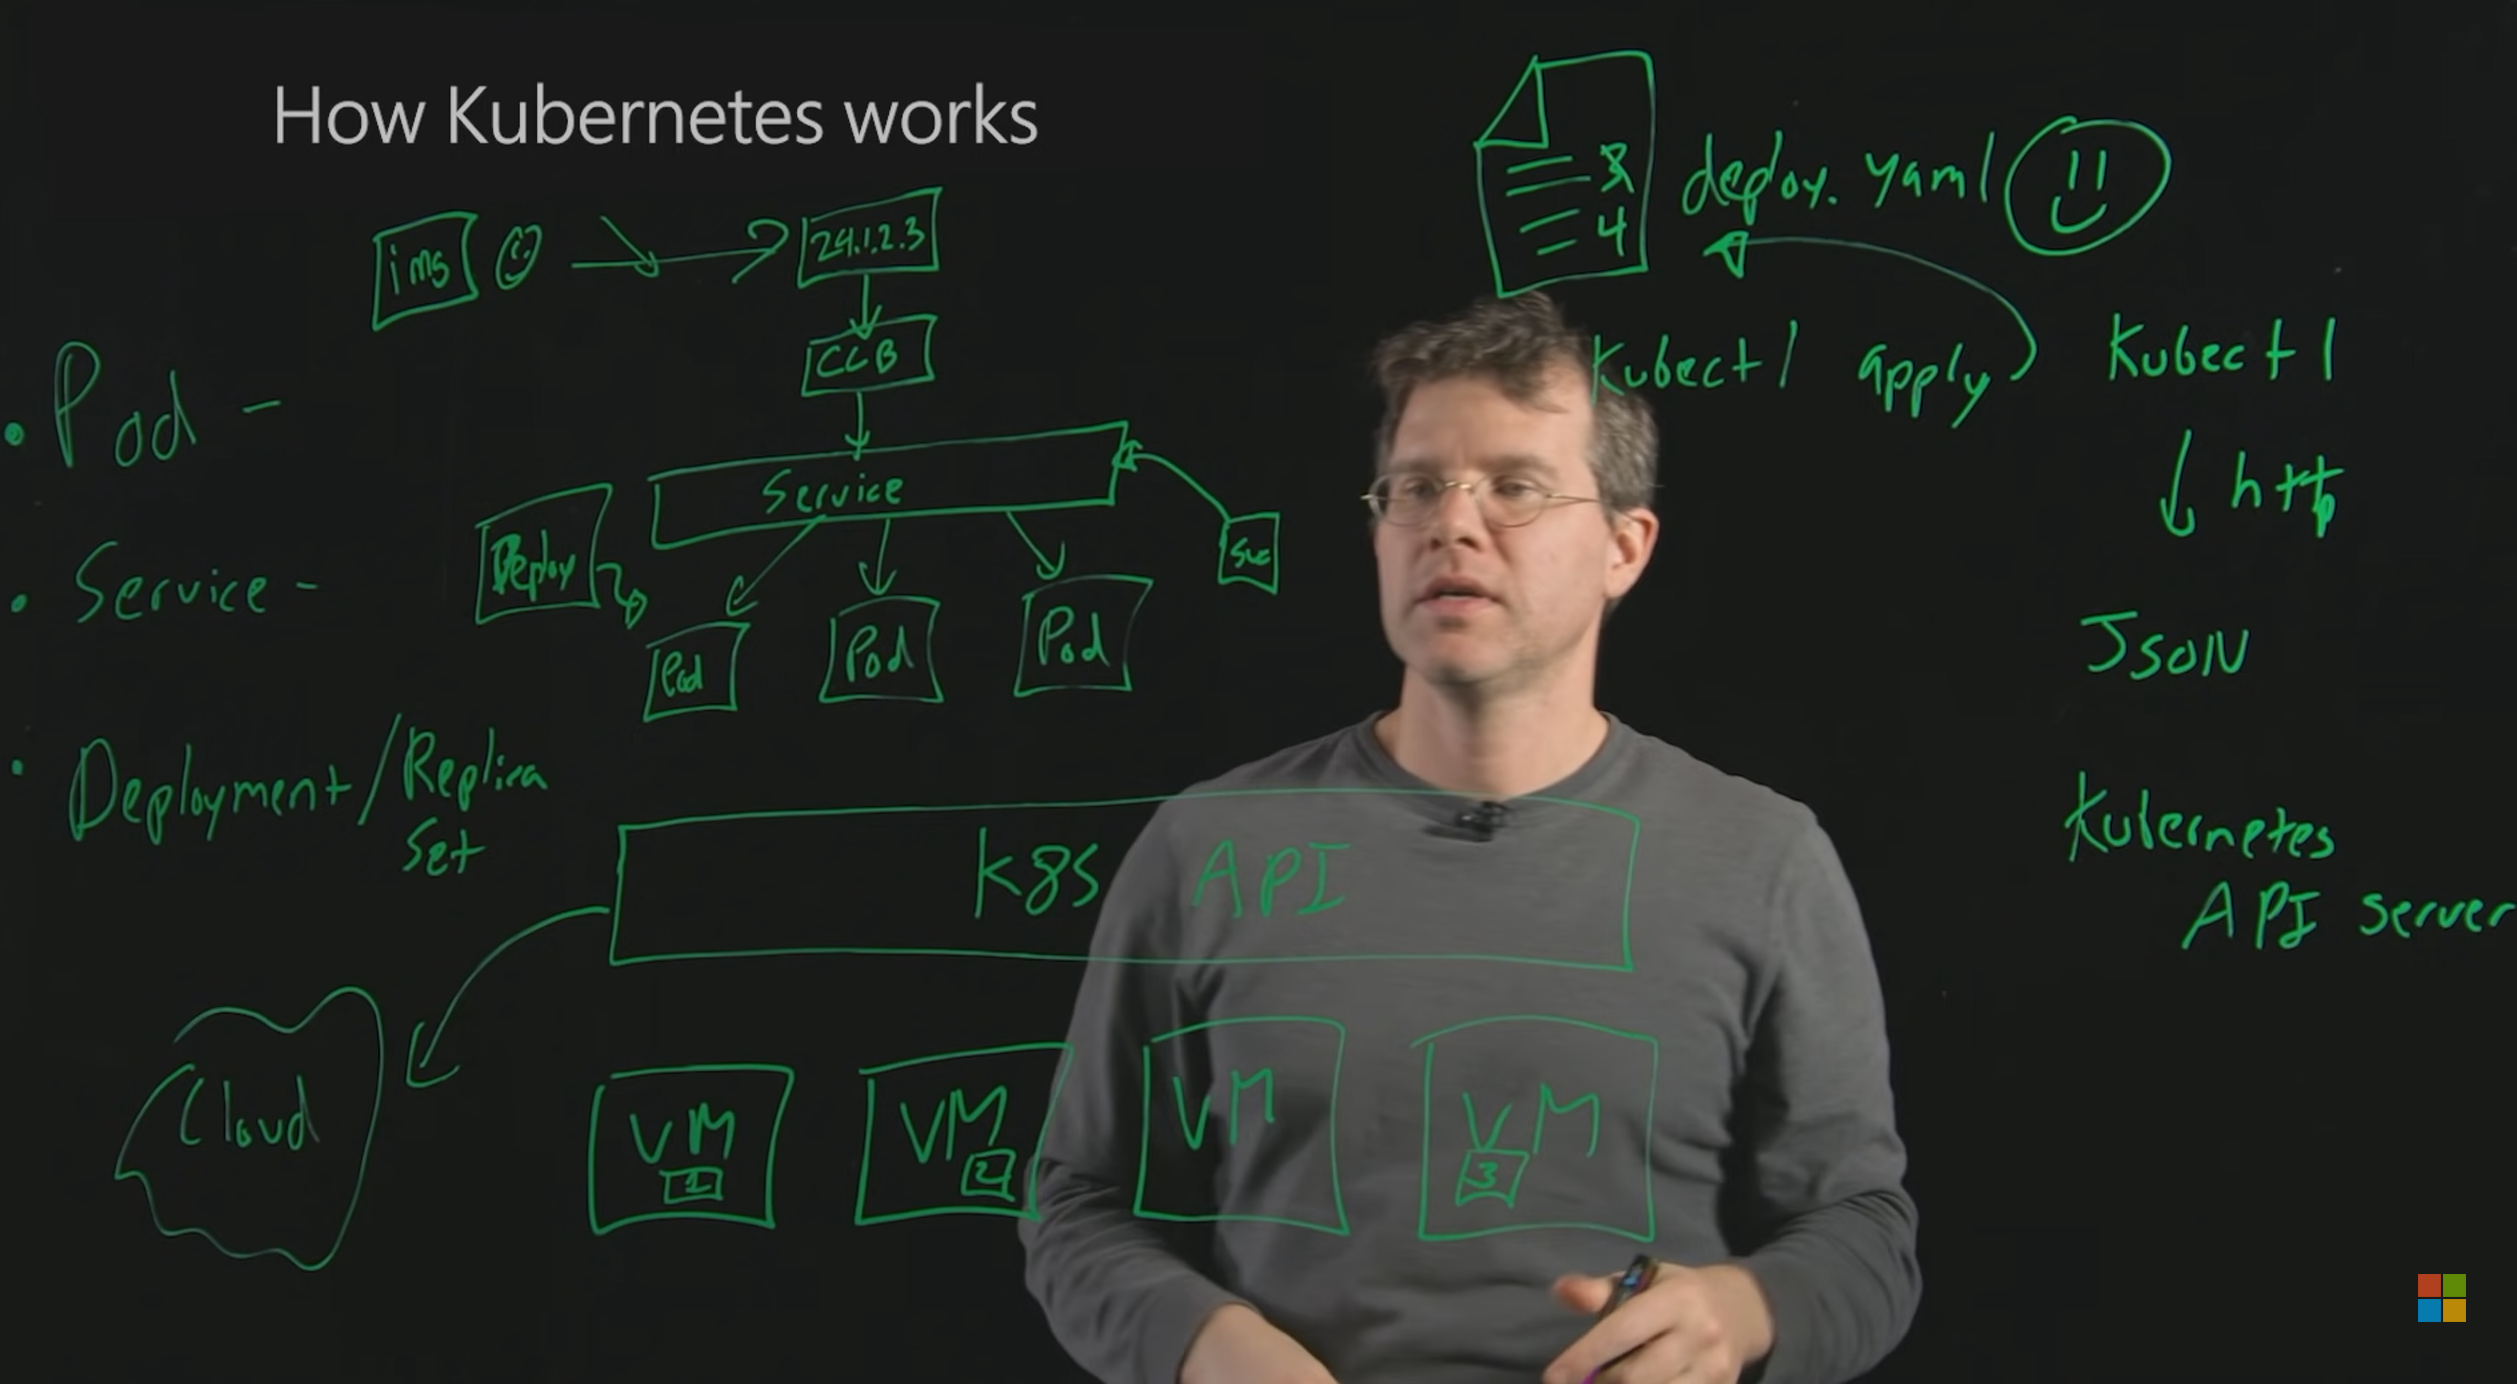 How Kubernetes works
img
24.1.2.3
CLB
Service
Deploy
svc
Pod
Pod
Pod
• Pod -
• Service -
• Deployment / Replica
Set
K8S API
Cloud
VM
1
VM
2
VM
VM
3
3
4
deploy.yaml
Kubectl apply
Kubectl
http
JSON
Kubernetes
API server